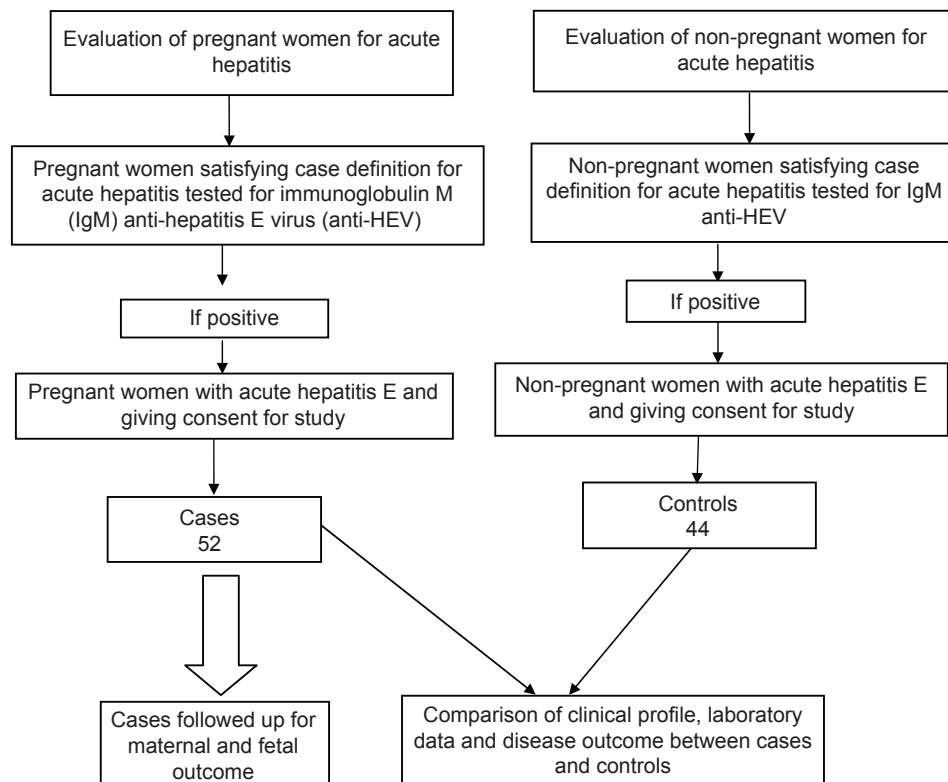 Evaluation of pregnant women for acute
hepatitis
Evaluation of non-pregnant women for
acute hepatitis
Pregnant women satisfying case definition for
acute hepatitis tested for immunoglobulin M
(IgM) anti-hepatitis E virus (anti-HEV)
Non-pregnant women satisfying case
definition for acute hepatitis tested for IgM
anti-HEV
If positive
If positive
Pregnant women with acute hepatitis E and
giving consent for study
Non-pregnant women with acute hepatitis E
and giving consent for study
Cases
52
Controls
44
Cases followed up for
maternal and fetal
outcome
Comparison of clinical profile, laboratory
data and disease outcome between cases
and controls